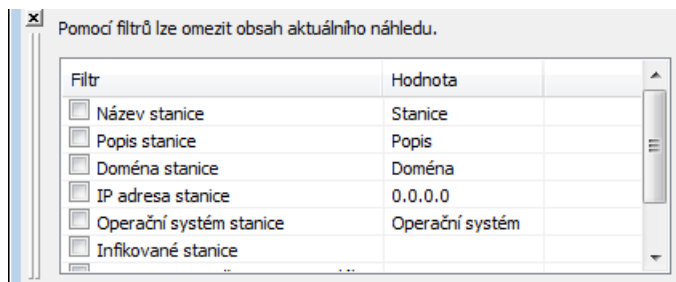 Pomocí filtrů lze omezit obsah aktuálního náhledu.
Filtr Hodnota
Název stanice Stanice
Popis stanice Popis
Doména stanice Doména
IP adresa stanice 0.0.0.0
Operační systém stanice Operační systém
Infikované stanice